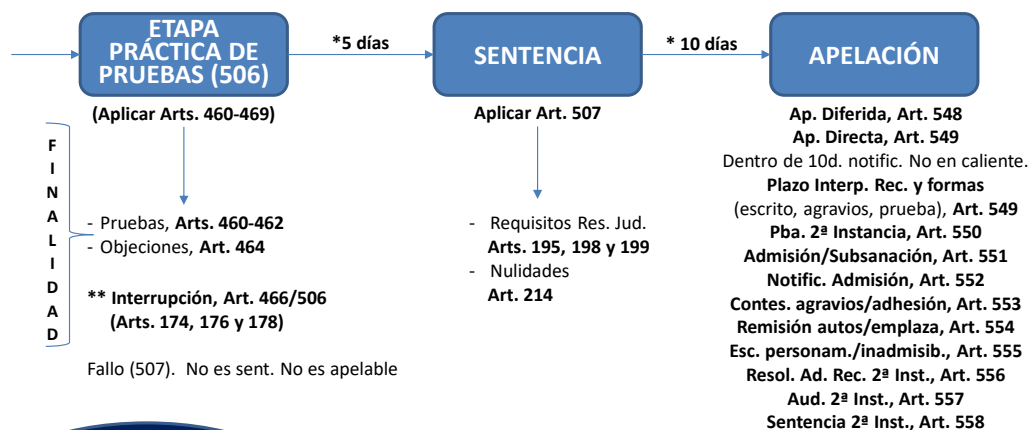 ETAPA
PRÁCTICA DE
PRUEBAS (506)
*5 días
SENTENCIA
* 10 días
APELACIÓN
(Aplicar Arts. 460-469)
F
I
N
A
L
I
D
A
D
- Pruebas, Arts. 460-462
- Objeciones, Art. 464
** Interrupción, Art. 466/506
(Arts. 174, 176 y 178)
Fallo (507). No es sent. No es apelable
Aplicar Art. 507
- Requisitos Res. Jud.
Arts. 195, 198 y 199
- Nulidades
Art. 214
Ap. Diferida, Art. 548
Ap. Directa, Art. 549
Dentro de 10d. notific. No en caliente.
Plazo Interp. Rec. y formas
(escrito, agravios, prueba), Art. 549
Pba. 2ª Instancia, Art. 550
Admisión/Subsanación, Art. 551
Notific. Admisión, Art. 552
Contes. agravios/adhesión, Art. 553
Remisión autos/emplaza, Art. 554
Esc. personam./inadmisib., Art. 555
Resol. Ad. Rec. 2ª Inst., Art. 556
Aud. 2ª Inst., Art. 557
Sentencia 2ª Inst., Art. 558